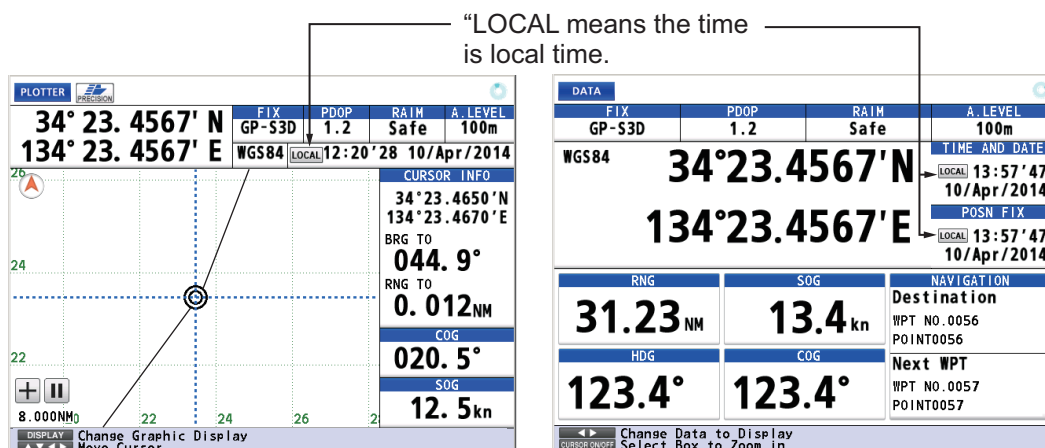 “LOCAL means the time
is local time.
PLOTTER PRECISION
34° 23. 4567' N
134° 23. 4567' E
FIX PDOP RAIM A.LEVEL
GP-S3D 1.2 Safe 100m
WGS84 LOCAL 12:20'28 10/Apr/2014
26
24
22
CURSOR INFO
34°23.4650'N
134°23.4670'E
BRG TO
044. 9°
RNG TO
0. 012NM
COG
020. 5°
SOG
12. 5kn
8.000NM 20 22 24 26 2
DISPLAY Change Graphic Display
Move Cursor
DATA
FIX PDOP RAIM A.LEVEL
GP-S3D 1.2 Safe 100m
WGS84
34°23.4567'N
134°23.4567'E
TIME AND DATE
LOCAL 13:57'47
10/Apr/2014
POSN FIX
LOCAL 13:57'47
10/Apr/2014
RNG
31.23 NM
SOG
13.4 kn
HDG
123.4°
COG
123.4°
NAVIGATION
Destination
WPT NO.0056
POINT0056
Next WPT
WPT NO.0057
POINT0057
Change Data to Display
CURSOR ON/OFF Select Box to Zoom in